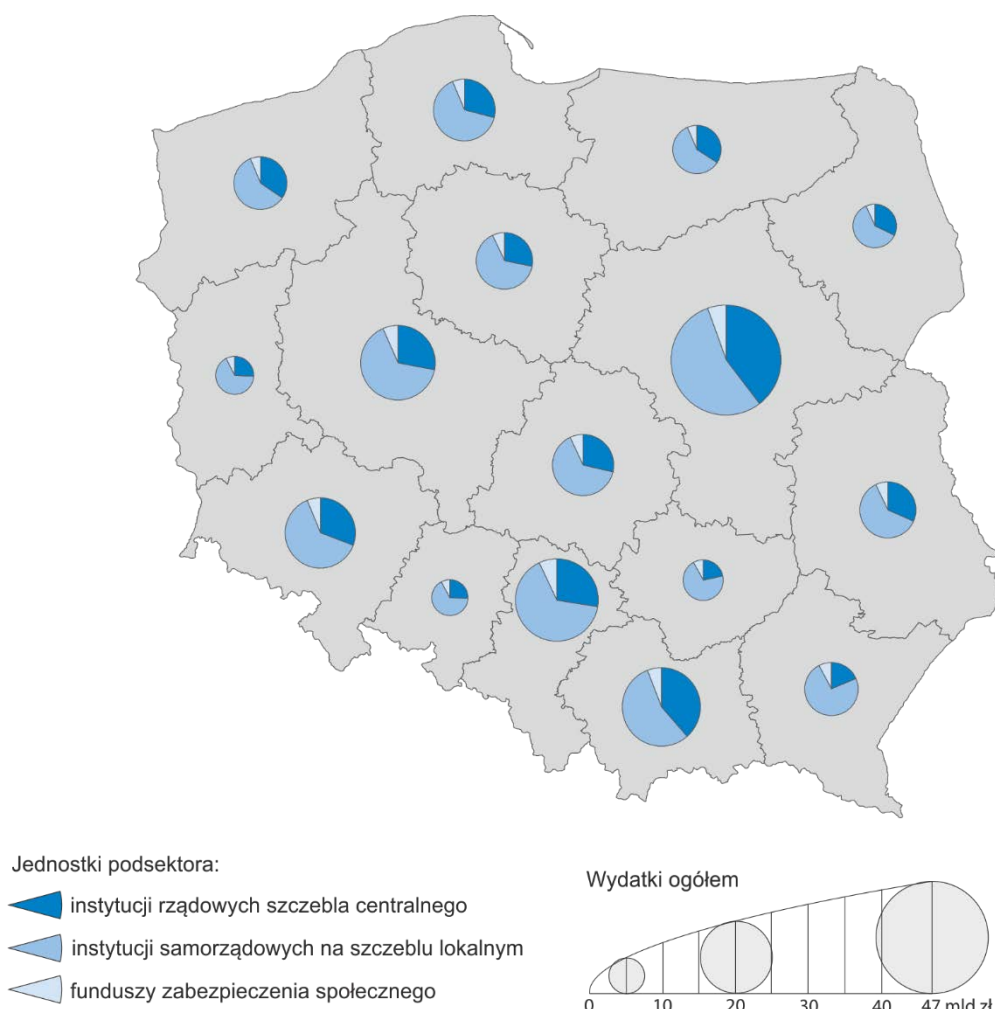 Jednostki podsektora:
instytucji rządowych szczebla centralnego
instytucji samorządowych na szczeblu lokalnym
funduszy zabezpieczenia społecznego
Wydatki ogółem
0 10 20 30 40 47 mld zł